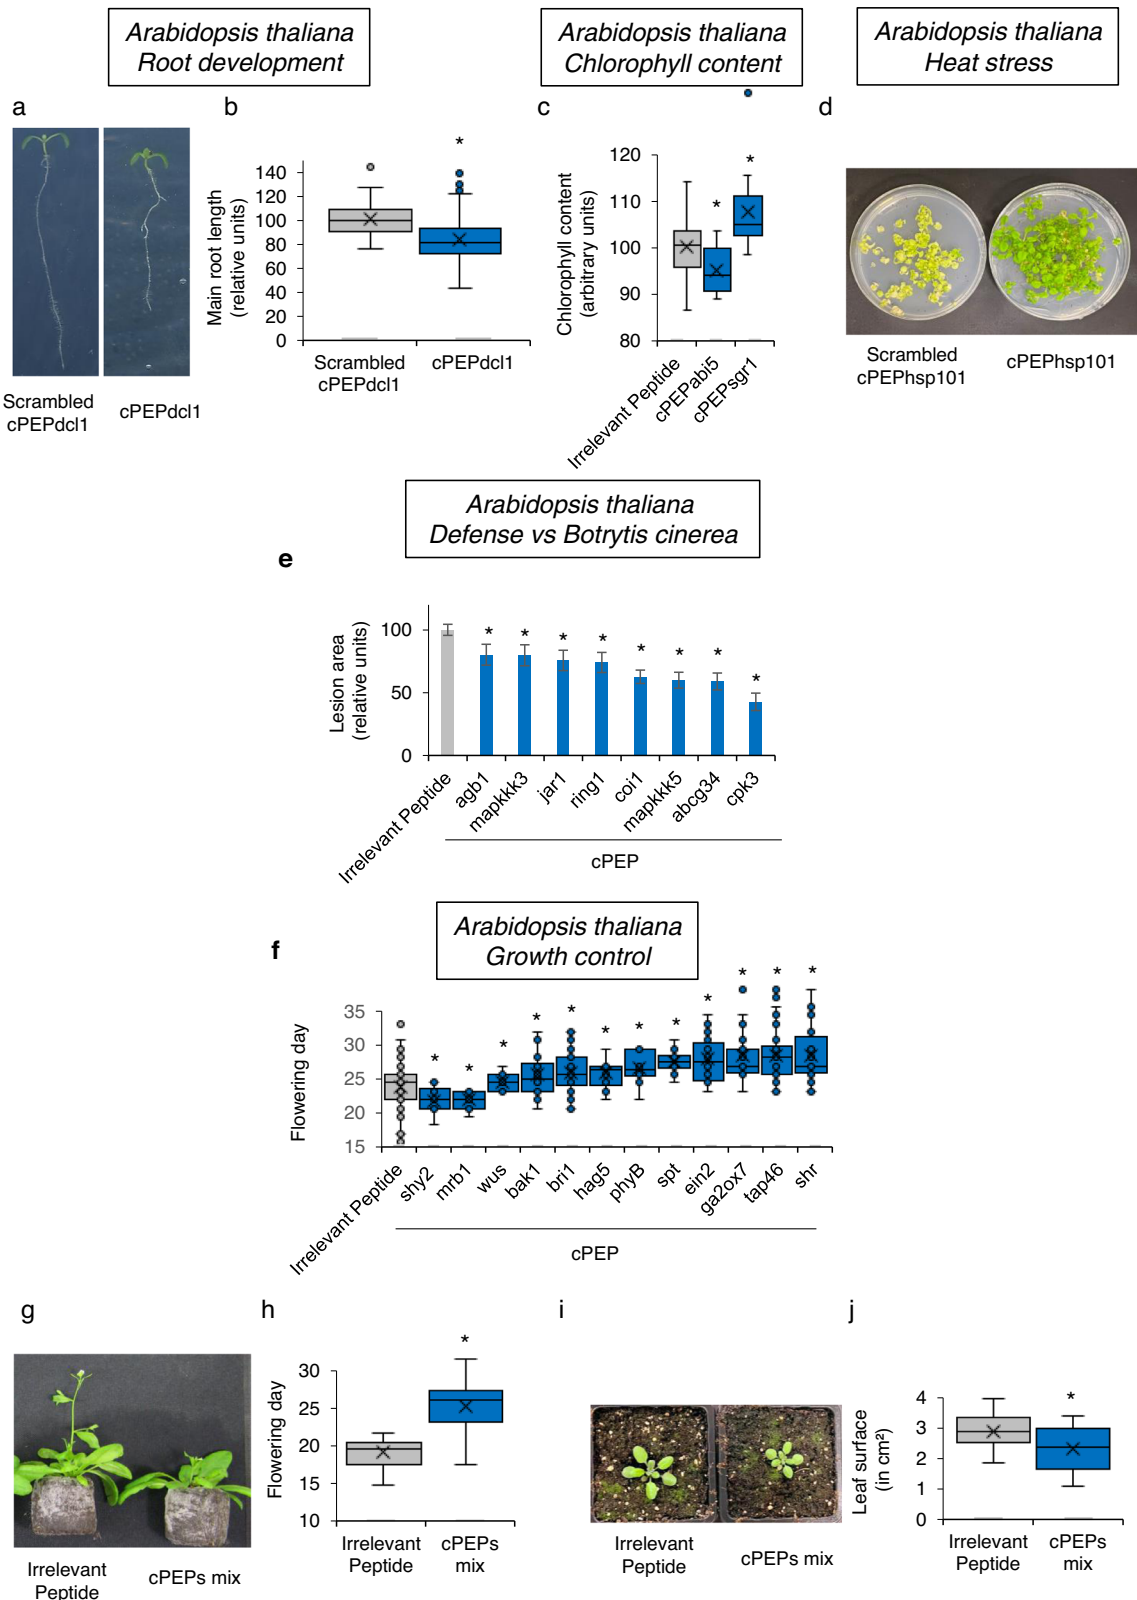 Arabidopsis thaliana
Root development
Arabidopsis thaliana
Chlorophyll content
Arabidopsis thaliana
Heat stress
a
b
c
d
Scrambled
cPEPdcl1
cPEPdcl1
Main root length
(relative units)
140
120
100
80
60
40
20
0
*
Scrambled
cPEPdcl1
cPEPdcl1
Chlorophyll content
(arbitrary units)
120
110
100
90
80
*
*
Irrelevant Peptide
cPEPabi5
cPEPsgr1
Scrambled
cPEPhsp101
cPEPhsp101
Arabidopsis thaliana
Defense vs Botrytis cinerea
e
Lesion area
(relative units)
100
50
0
* * * * * * * *
Irrelevant Peptide
agb1
mapkkk3
jar1
ring1
coi1
mapkkk5
abcg34
cpk3
cPEP
Arabidopsis thaliana
Growth control
f
Flowering day
35
30
25
20
15
* * * * * * * * * * * *
Irrelevant Peptide
shy2
mrb1
wus
bak1
bri1
hag5
phyB
spt
ein2
ga2ox7
tap46
shr
cPEP
g
h
i
j
Irrelevant
Peptide
cPEPs mix
Flowering day
30
25
20
15
10
*
Irrelevant
Peptide
cPEPs
mix
Irrelevant
Peptide
cPEPs mix
Leaf surface
(in cm²)
4
3
2
1
0
*
Irrelevant
Peptide
cPEPs
mix